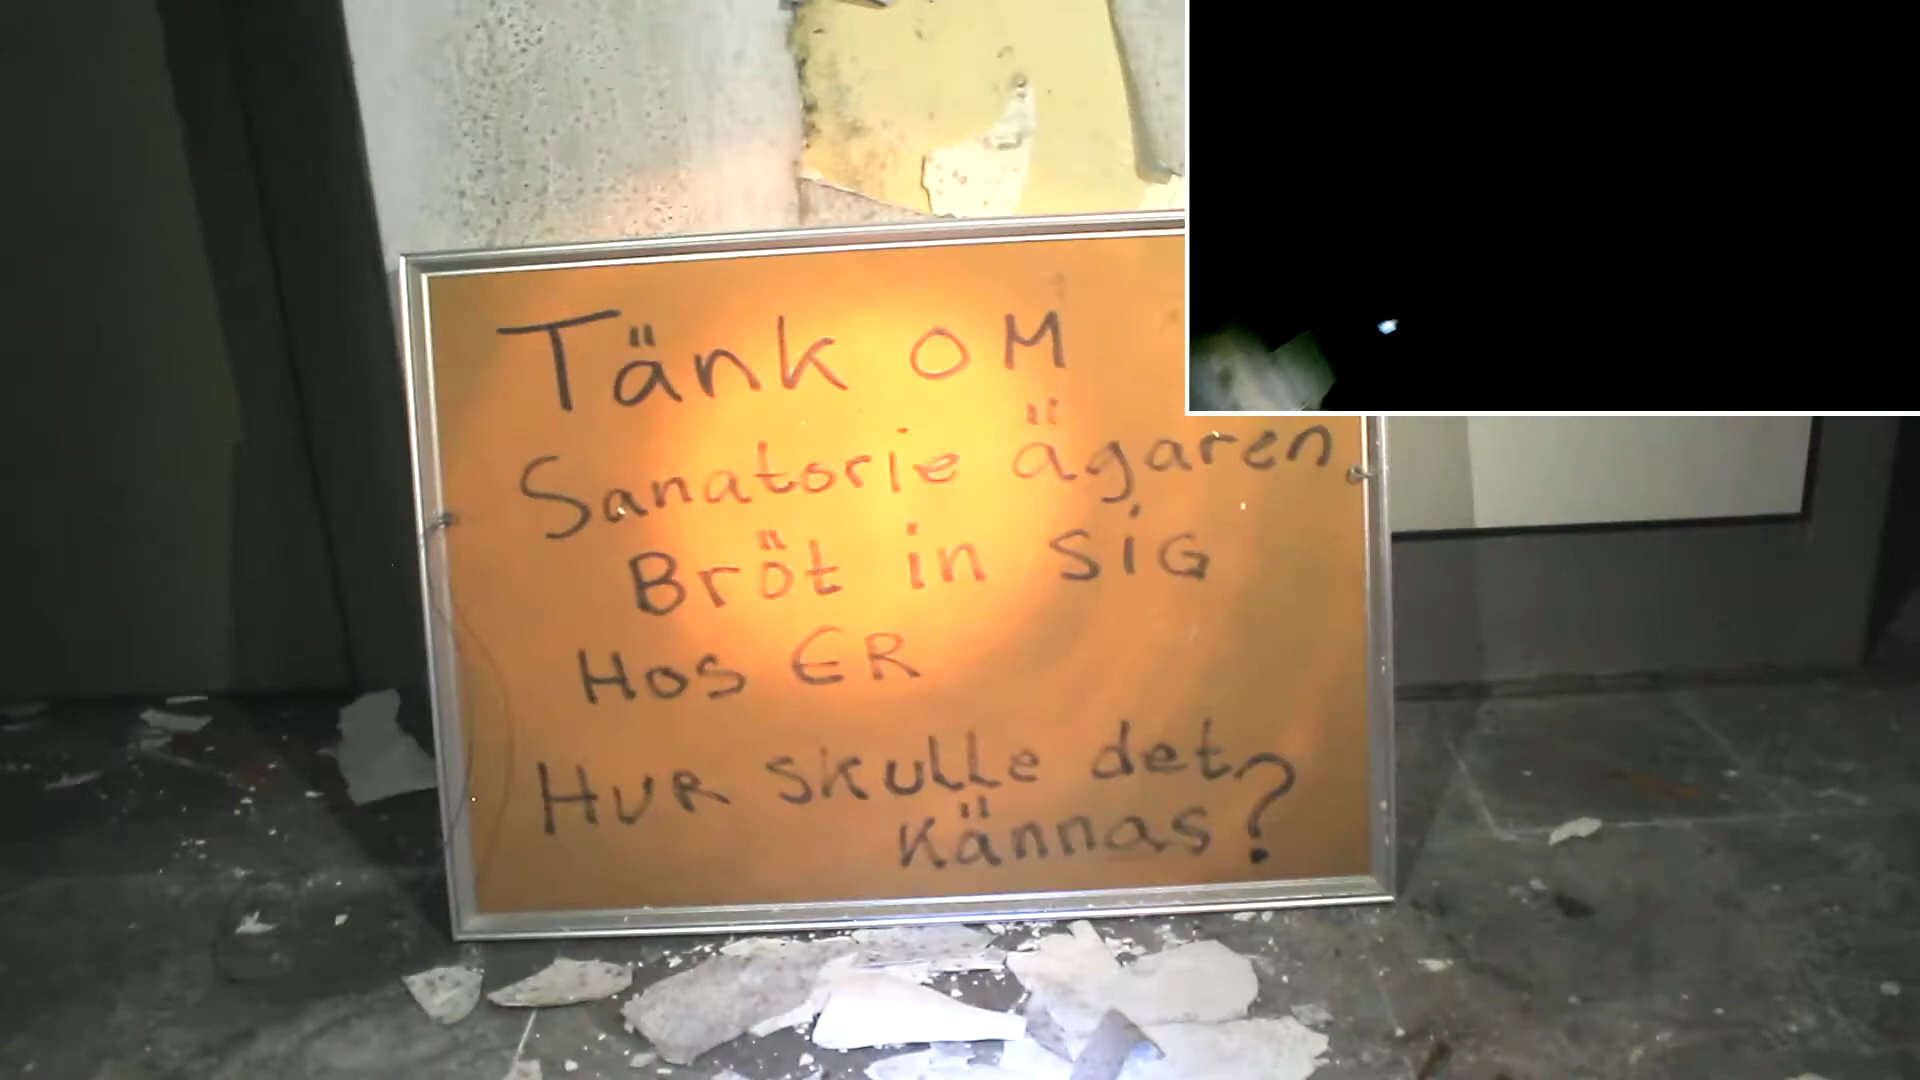 Tänk OM
Sanatorie ägaren
Bröt in SiG
Hos ER
HUR SKULLe det
Kännas?